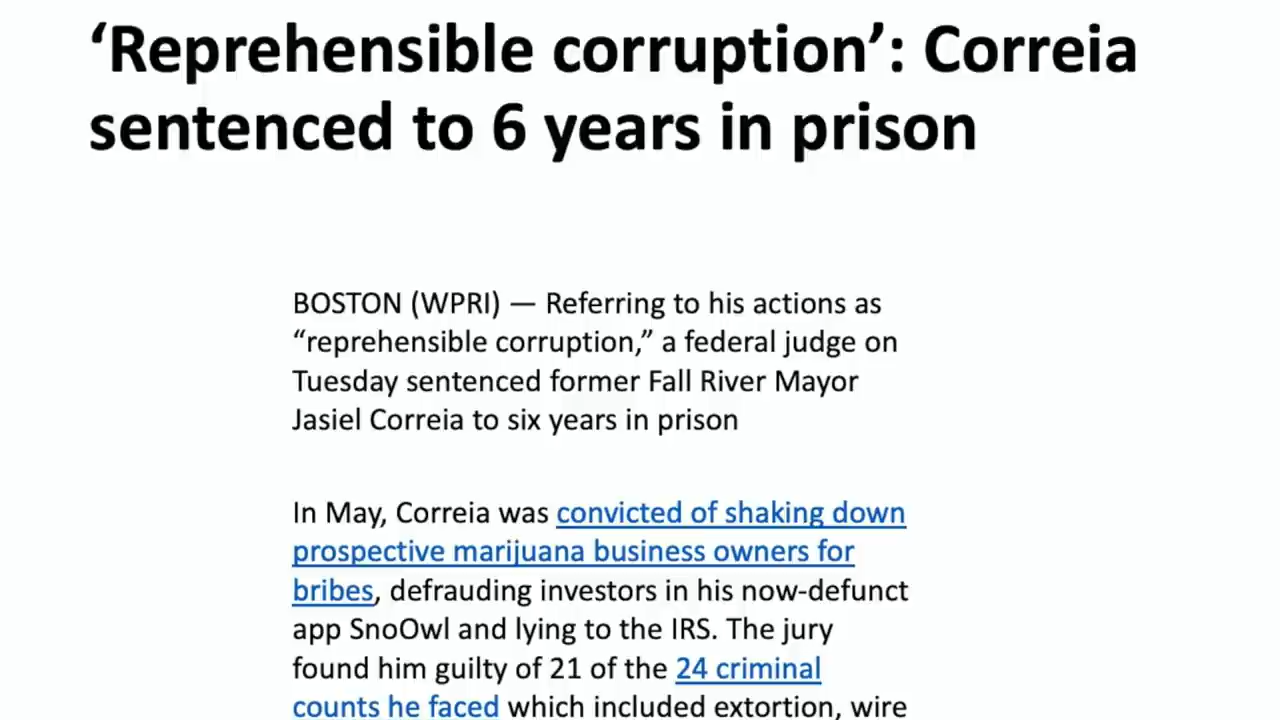 ‘Reprehensible corruption’: Correia
sentenced to 6 years in prison
BOSTON (WPRI) — Referring to his actions as
“reprehensible corruption,” a federal judge on
Tuesday sentenced former Fall River Mayor
Jasiel Correia to six years in prison
In May, Correia was convicted of shaking down
prospective marijuana business owners for
bribes, defrauding investors in his now-defunct
app SnoOwl and lying to the IRS. The jury
found him guilty of 21 of the 24 criminal
counts he faced which included extortion, wire